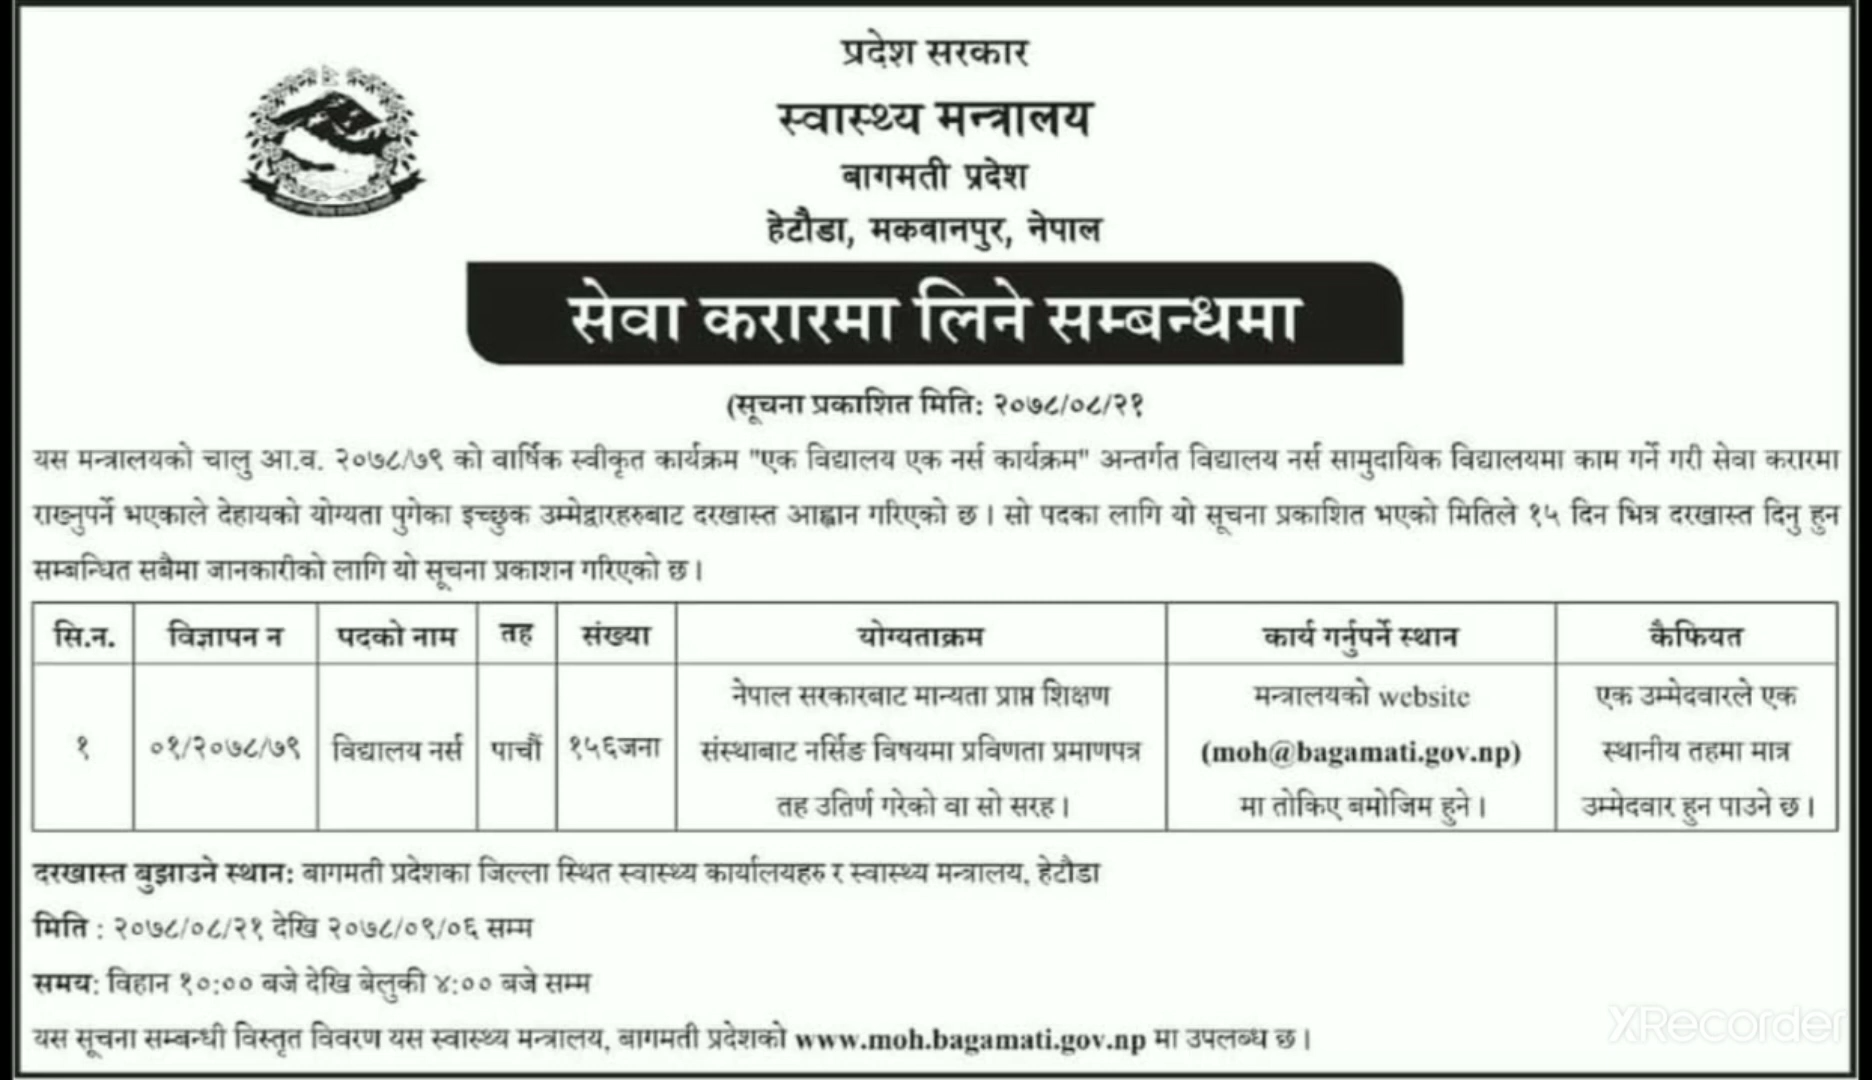 प्रदेश सरकार
स्वास्थ्य मन्त्रालय
बागमती प्रदेश
हेटौडा, मकवानपुर, नेपाल
सेवा करारमा लिने सम्बन्धमा
(सूचना प्रकाशित मिति: २०७८/०८/२१
यस मन्त्रालयको चालु आ.व. २०७८/७९ को वार्षिक स्वीकृत कार्यक्रम "एक विद्यालय एक नर्स कार्यक्रम" अन्तर्गत विद्यालय नर्स सामुदायिक विद्यालयमा काम गर्ने गरी सेवा करारमा
राख्नुपर्ने भएकाले देहायको योग्यता पुगेका इच्छुक उम्मेद्वारहरुबाट दरखास्त आह्वान गरिएको छ । सो पदका लागि यो सूचना प्रकाशित भएको मितिले १५ दिन भित्र दरखास्त दिनु हुन
सम्बन्धित सबैमा जानकारीको लागि यो सूचना प्रकाशन गरिएको छ ।
सि.न. विज्ञापन न पदको नाम तह संख्या योग्यताक्रम कार्य गर्नुपर्ने स्थान कैफियत
१ ०१/२०७८/७९ विद्यालय नर्स पाचौं १५६जना नेपाल सरकारबाट मान्यता प्राप्त शिक्षण संस्थाबाट नर्सिङ विषयमा प्रविणता प्रमाणपत्र तह उतिर्ण गरेको वा सो सरह । मन्त्रालयको website (moh@bagamati.gov.np) मा तोकिए बमोजिम हुने । एक उम्मेदवारले एक स्थानीय तहमा मात्र उम्मेदवार हुन पाउने छ ।
दरखास्त बुझाउने स्थान: बागमती प्रदेशका जिल्ला स्थित स्वास्थ्य कार्यालयहरु र स्वास्थ्य मन्त्रालय, हेटौडा
मिति : २०७८/०८/२१ देखि २०७८/०९/०६ सम्म
समय: विहान १०:०० बजे देखि बेलुकी ४:०० बजे सम्म
यस सूचना सम्बन्धी विस्तृत विवरण यस स्वास्थ्य मन्त्रालय, बागमती प्रदेशको www.moh.bagamati.gov.np मा उपलब्ध छ ।
XRecorder